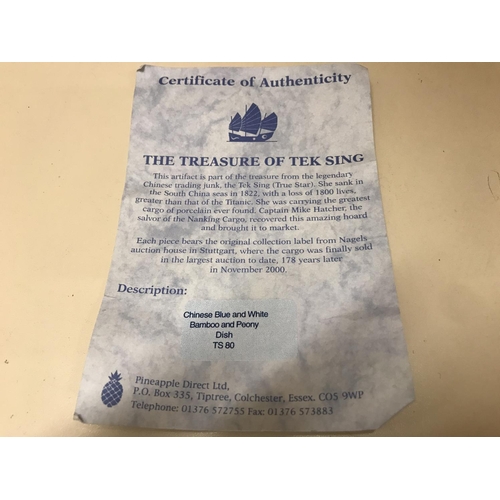 Certificate of Authenticity
THE TREASURE OF TEK SING
This artifact is part of the treasure from the legendary
Chinese trading junk, the Tek Sing (True Star). She sank in
the South China seas in 1822, with a loss of 1800 lives,
greater than that of the Titanic. She was carrying the greatest
cargo of porcelain ever found. Captain Mike Hatcher, the
salvor of the Nanking Cargo, recovered this amazing hoard
and brought it to market.
Each piece bears the original collection label from Nagels
auction house in Stuttgart, where the cargo was finally sold
in the largest auction to date, 178 years later
in November 2000.
Description:
Chinese Blue and White
Bamboo and Peony
Dish
TS 80
Pineapple Direct Ltd,
P.O. Box 335, Tiptree, Colchester, Essex. CO5 9WP
Telephone: 01376 572755 Fax: 01376 573883